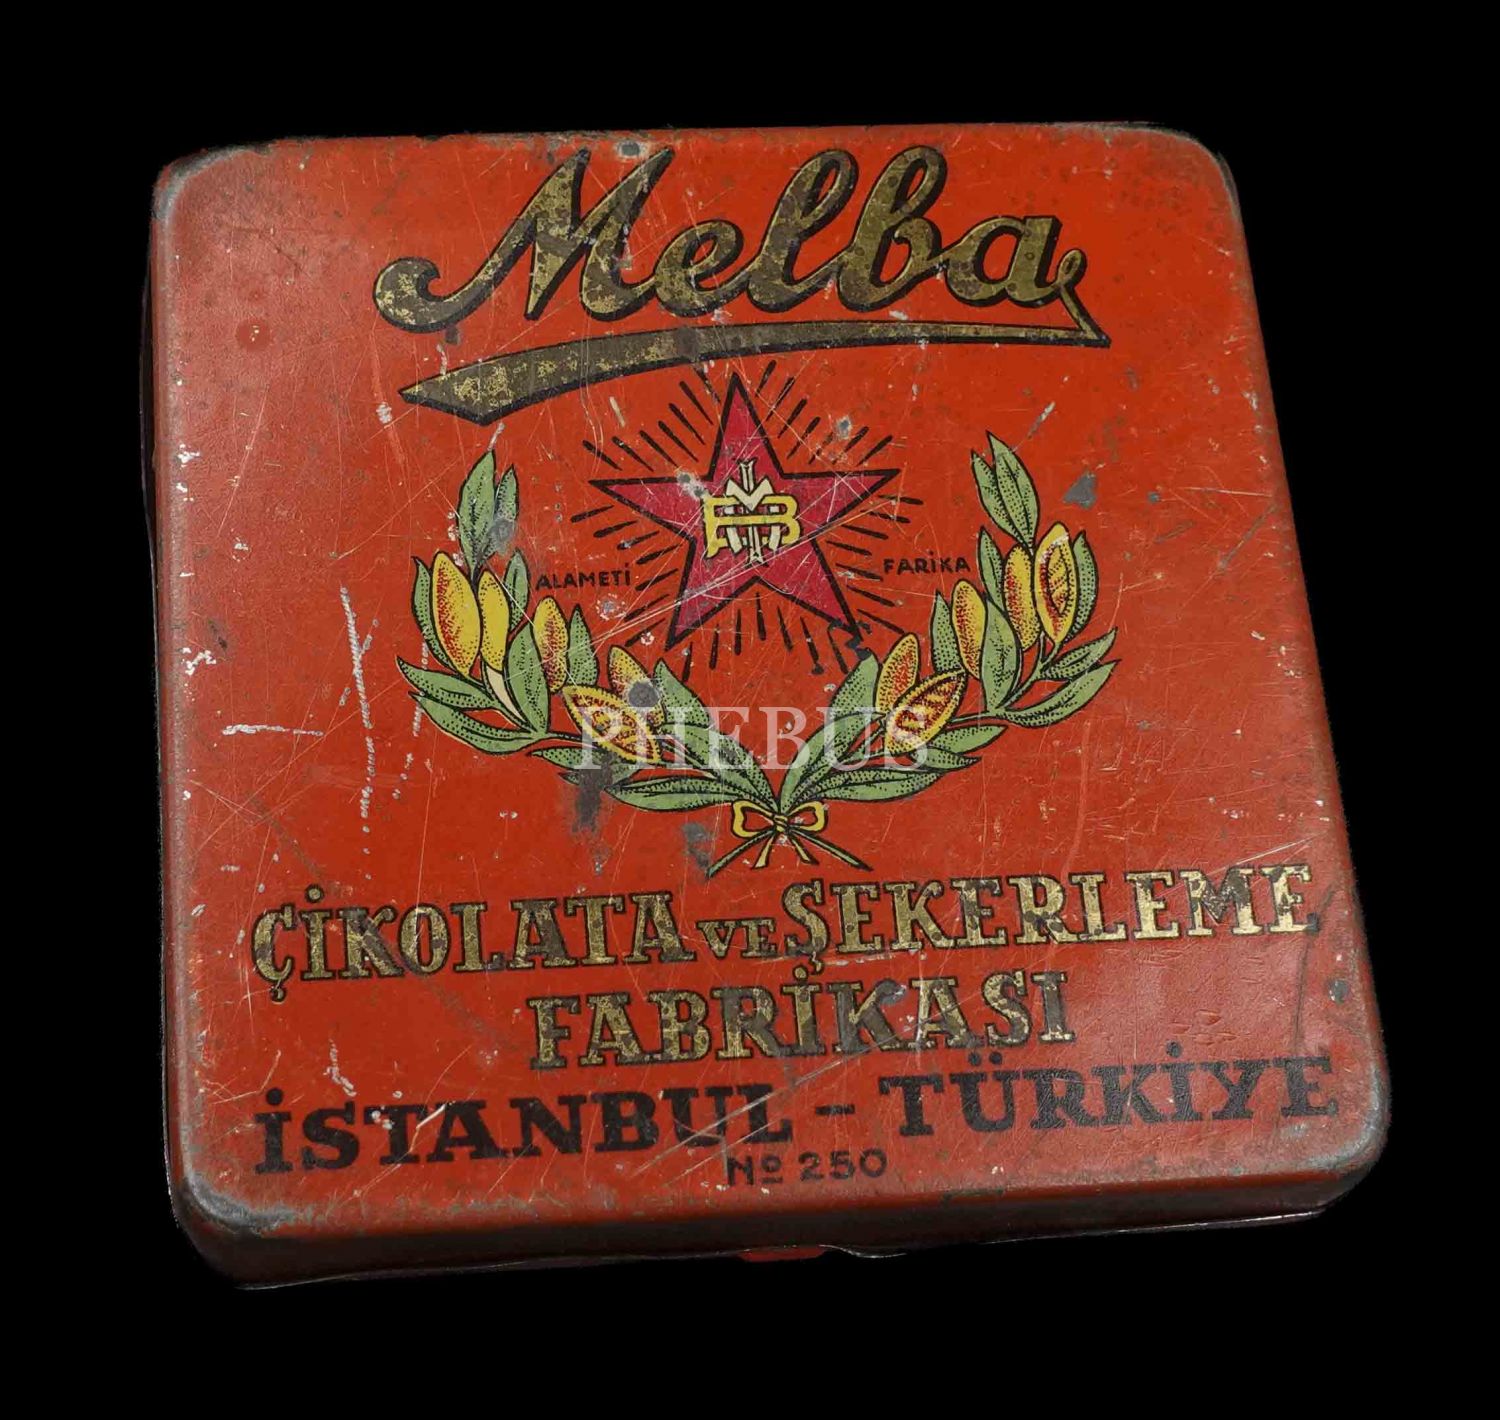 Melba
ALAMETİ FARİKA
PHEBUS
ÇİKOLATA VE ŞEKERLEME
FABRİKASI
İSTANBUL - TÜRKİYE
Nº 250